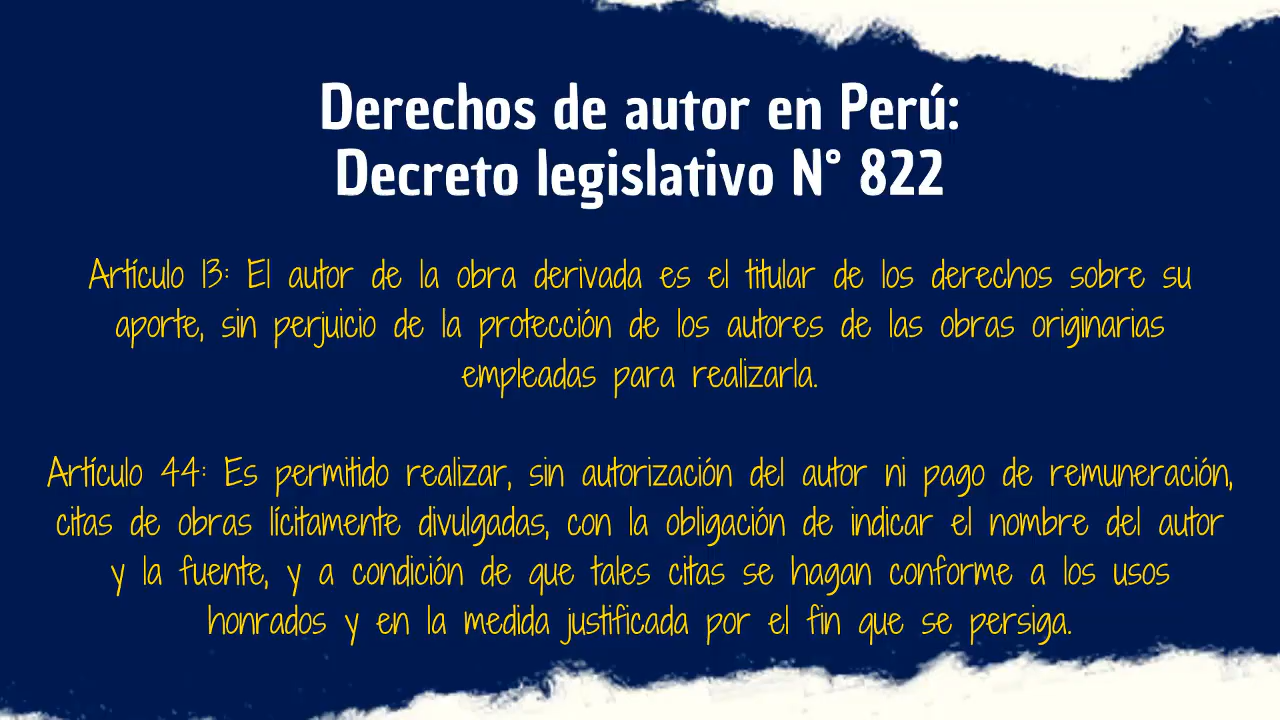 Derechos de autor en Perú:
Decreto legislativo N° 822
Artículo 13: El autor de la obra derivada es el titular de los derechos sobre su
aporte, sin perjuicio de la protección de los autores de las obras originarias
empleadas para realizarla.
Artículo 44: Es permitido realizar, sin autorización del autor ni pago de remuneración,
citas de obras lícitamente divulgadas, con la obligación de indicar el nombre del autor
y la fuente, y a condición de que tales citas se hagan conforme a los usos
honrados y en la medida justificada por el fin que se persiga.